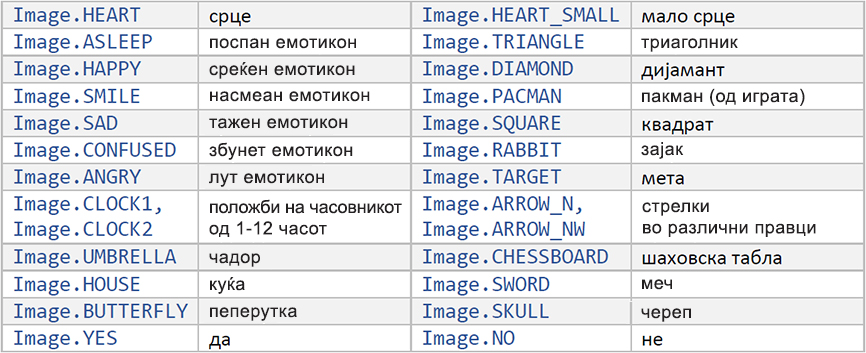 Image.HEART срце Image.HEART_SMALL мало срце
Image.ASLEEP поспан емотикон Image.TRIANGLE триаголник
Image.HAPPY среќен емотикон Image.DIAMOND дијамант
Image.SMILE насмеан емотикон Image.PACMAN пакман (од играта)
Image.SAD тажен емотикон Image.SQUARE квадрат
Image.CONFUSED збунет емотикон Image.RABBIT зајак
Image.ANGRY лут емотикон Image.TARGET мета
Image.CLOCK1, положби на часовникот Image.ARROW_N, стрелки
Image.CLOCK2 од 1-12 часот Image.ARROW_NW во различни правци
Image.UMBRELLA чадор Image.CHESSBOARD шаховска табла
Image.HOUSE куќа Image.SWORD меч
Image.BUTTERFLY пеперутка Image.SKULL череп
Image.YES да Image.NO не